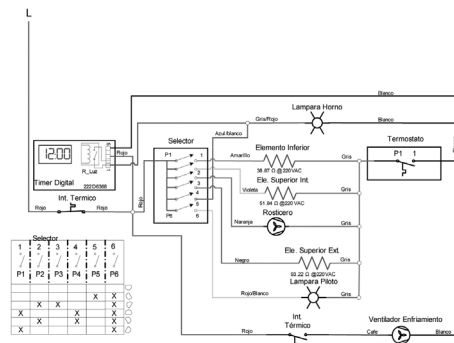 L
Blanco
Lampara Horno
Gris/Rojo
Blanco
Azul/blanco
Selector
Termostato
12:00
R_Luz
Rojo
222D6388
Timer Digital
P1
1
2
3
4
5
6
P6
Amarillo
Elemento Inferior
38.87 Ω @220VAC
Gris
Violeta
Ele. Superior Int.
51.84 Ω @220VAC
Gris
P1
1
Naranja
Rosticero
Gris
Int. Termico
Rojo
Rojo
Rojo
Negro
Ele. Superior Ext.
93.22 Ω @220VAC
Gris
Rojo/Blanco
Lampara Piloto
Gris
Selector
1 2 3 4 5 6
P1 P2 P3 P4 P5 P6
X X
X X X
X X X
X X X
X X
Rojo
Int.
Térmico
Cafe
Ventilador Enfriamiento
Blanco